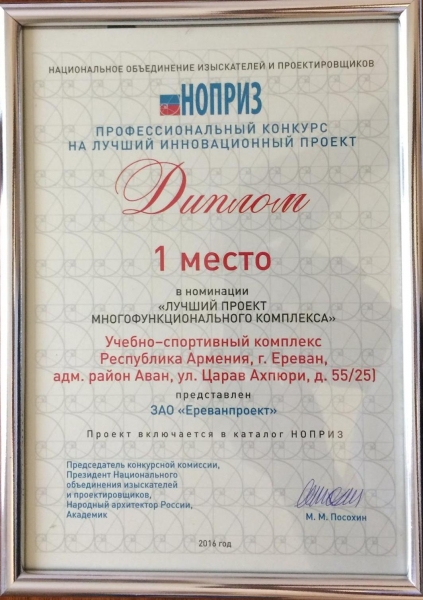 НАЦИОНАЛЬНОЕ ОБЪЕДИНЕНИЕ ИЗЫСКАТЕЛЕЙ И ПРОЕКТИРОВЩИКОВ
НОПРИЗ
ПРОФЕССИОНАЛЬНЫЙ КОНКУРС
НА ЛУЧШИЙ ИННОВАЦИОННЫЙ ПРОЕКТ
Диплом
1 место
в номинации
«ЛУЧШИЙ ПРОЕКТ
МНОГОФУНКЦИОНАЛЬНОГО КОМПЛЕКСА»
Учебно-спортивный комплекс
Республика Армения, г. Ереван,
адм. район Аван, ул. Царав Ахпюри, д. 55/25)
представлен
ЗАО «Ереванпроект»
Проект включается в каталог НОПРИЗ
Председатель конкурсной комиссии,
Президент Национального
объединения изыскателей
и проектировщиков,
Народный архитектор России,
Академик
М. М. Посохин
2016 год